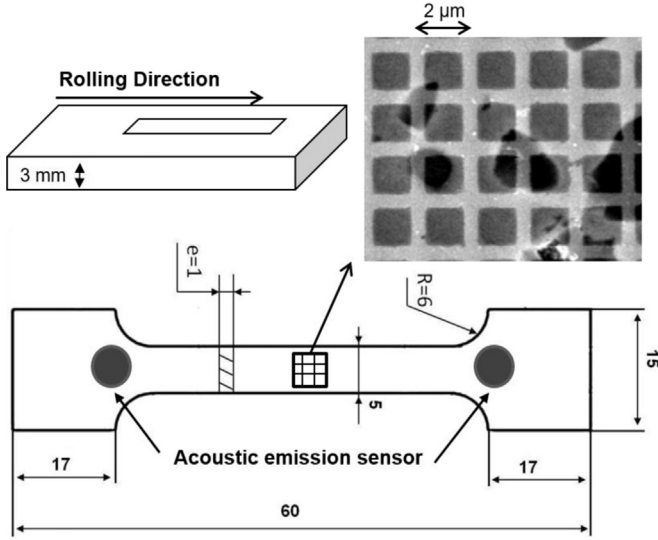 2 µm
Rolling Direction
3 mm
e=1
R=6
15
5
17
Acoustic emission sensor
17
60